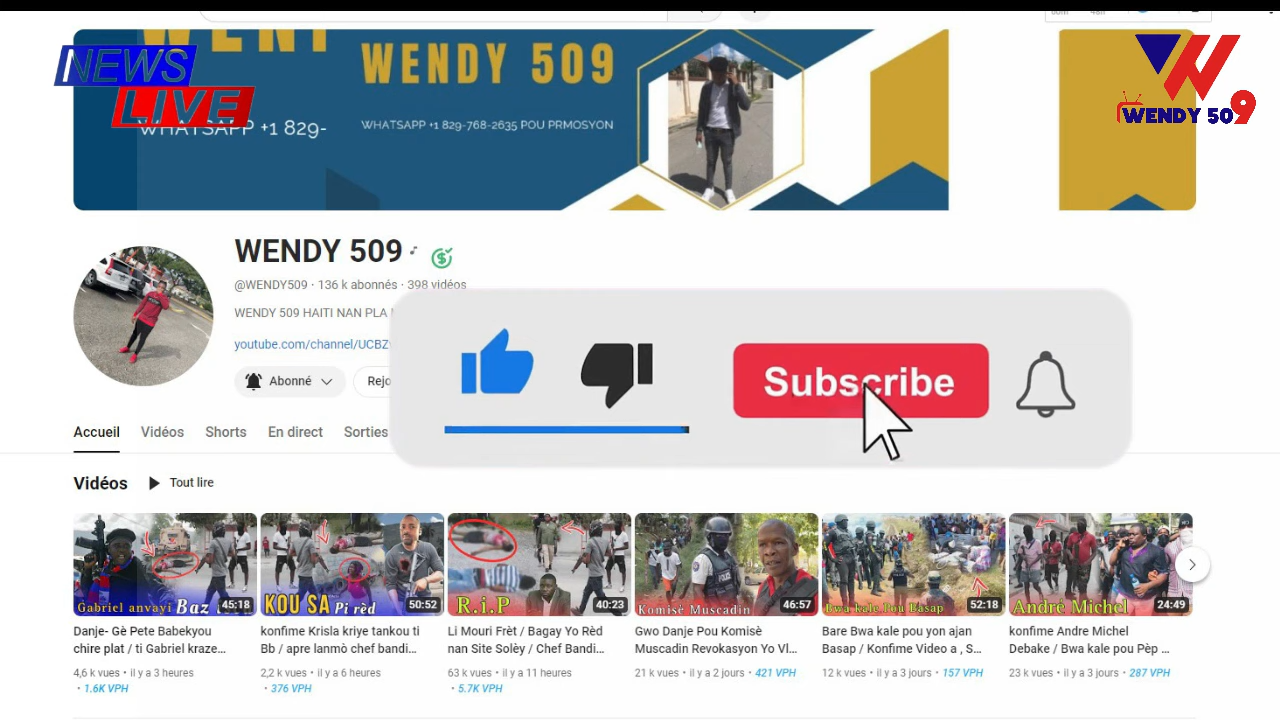 NEWS
LIVE
WHATSAPP +1 829-
WENDY 509
WHATSAPP +1 829-768-2635 POU PRMOSYON
WENDY 509
WENDY 509
@WENDY509 · 136 k abonnés · 398 vidéos
WENDY 509 HAITI NAN PLA
youtube.com/channel/UCBZ
Abonné
Rejo
Subscribe
Accueil Vidéos Shorts En direct Sorties
Vidéos Tout lire
Gabriel anvayi Baz
45:18
KOU SA Pi rèd
50:52
R.i.P
40:23
POLICE
Komisè Muscadin
46:57
Bwa kale pou Basap
52:18
André Michel
24:49
Danje- Gè Pete Babekyou
chire plat / ti Gabriel kraze...
4,6 k vues · il y a 3 heures
· 1.6K VPH
konfime Krisla kriye tankou ti
Bb / apre lanmò chef bandi...
2,2 k vues · il y a 6 heures
· 376 VPH
Li Mouri Frèt / Bagay Yo Rèd
nan Site Solèy / Chef Bandi...
63 k vues · il y a 11 heures
· 5.7K VPH
Gwo Danje Pou Komisè
Muscadin Revokasyon Yo Vl...
21 k vues · il y a 2 jours · 421 VPH
Bare Bwa kale pou yon ajan
Basap / Konfime Video a , S...
12 k vues · il y a 3 jours · 157 VPH
konfime Andre Michel
Debake / Bwa kale pou Pèp ...
23 k vues · il y a 3 jours · 287 VPH